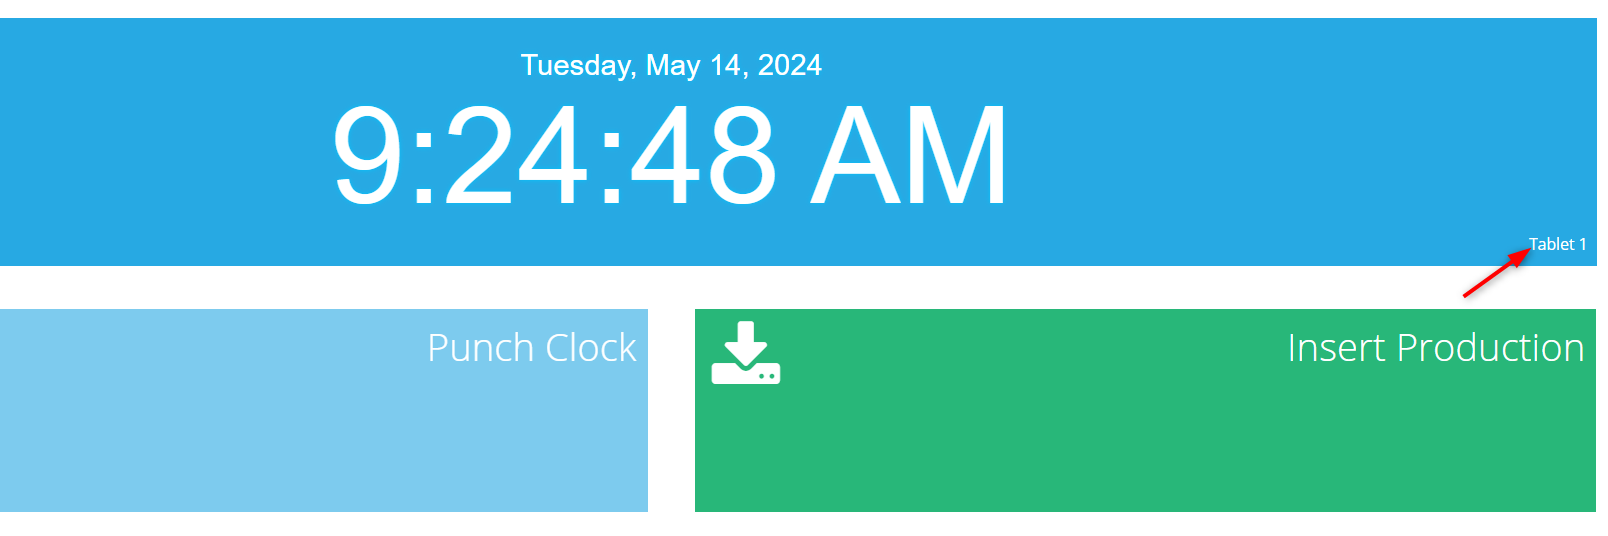 Tuesday, May 14, 2024
9:24:48 AM
Tablet 1
Punch Clock
Insert Production